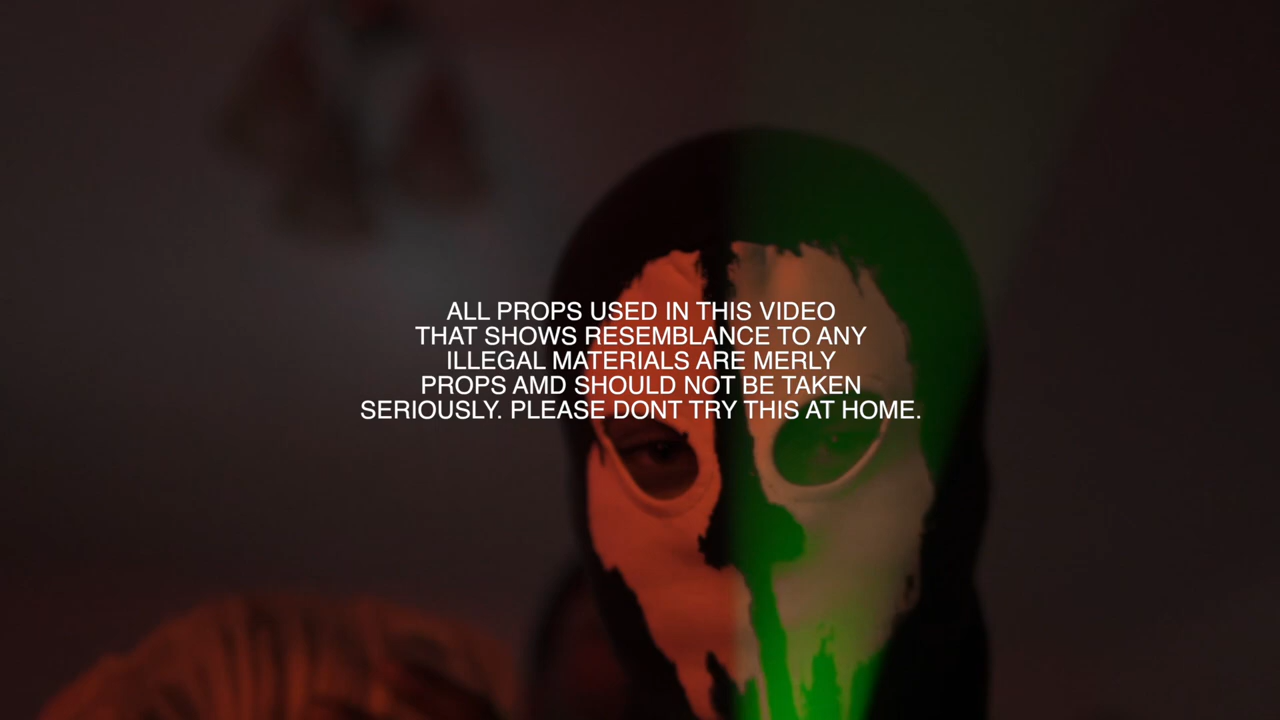 ALL PROPS USED IN THIS VIDEO
THAT SHOWS RESEMBLANCE TO ANY
ILLEGAL MATERIALS ARE MERLY
PROPS AMD SHOULD NOT BE TAKEN
SERIOUSLY. PLEASE DONT TRY THIS AT HOME.